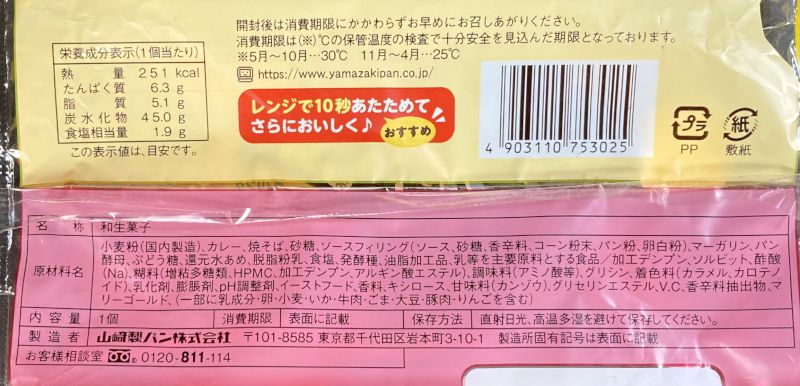 開封後は消費期限にかかわらずお早めにお召しあがりください。
消費期限は(※)℃の保管温度の検査で十分安全を見込んだ期限となっております。
※5月～10月…30℃ 11月～4月…25℃
https://www.yamazakipan.co.jp/
栄養成分表示(1個当たり)
熱量 251 kcal
たんぱく質 6.3 g
脂質 5.1 g
炭水化物 45.0 g
食塩相当量 1.9 g
この表示値は、目安です。
レンジで10秒あたためて
さらにおいしく♪
おすすめ
4 903110 753025
プラ
PP
紙
敷紙
名称 和生菓子
原材料名 小麦粉(国内製造)、カレー、焼そば、砂糖、ソースフィリング(ソース、砂糖、香辛料、コーン粉末、パン粉、卵白粉)、マーガリン、パン
酵母、ぶどう糖、還元水あめ、脱脂粉乳、食塩、発酵種、油脂加工品、乳等を主要原料とする食品/加工デンプン、ソルビット、酢酸
(Na)、糊料(増粘多糖類、HPMC、加工デンプン、アルギン酸エステル)、調味料(アミノ酸等)、グリシン、着色料(カラメル、カロテノ
イド)、乳化剤、膨脹剤、pH調整剤、イーストフード、香料、キシロース、甘味料(カンゾウ)、グリセリンエステル、V.C、香辛料抽出物、マ
リーゴールド、(一部に乳成分・卵・小麦・いか・牛肉・ごま・大豆・豚肉・りんごを含む)
内容量 1個 消費期限 表面に記載 保存方法 直射日光、高温多湿を避けて保存してください。
製造者 山崎製パン株式会社 〒101-8585 東京都千代田区岩本町3-10-1 製造所固有記号は表面に記載
お客様相談室 0120-811-114